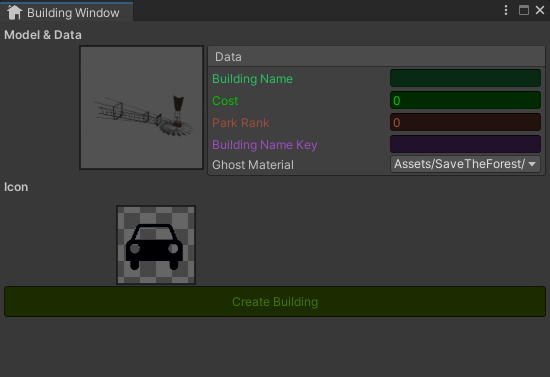 Building Window
Model & Data
Data
Building Name
Cost 0
Park Rank 0
Building Name Key
Ghost Material Assets/SaveTheForest/
Icon
Create Building